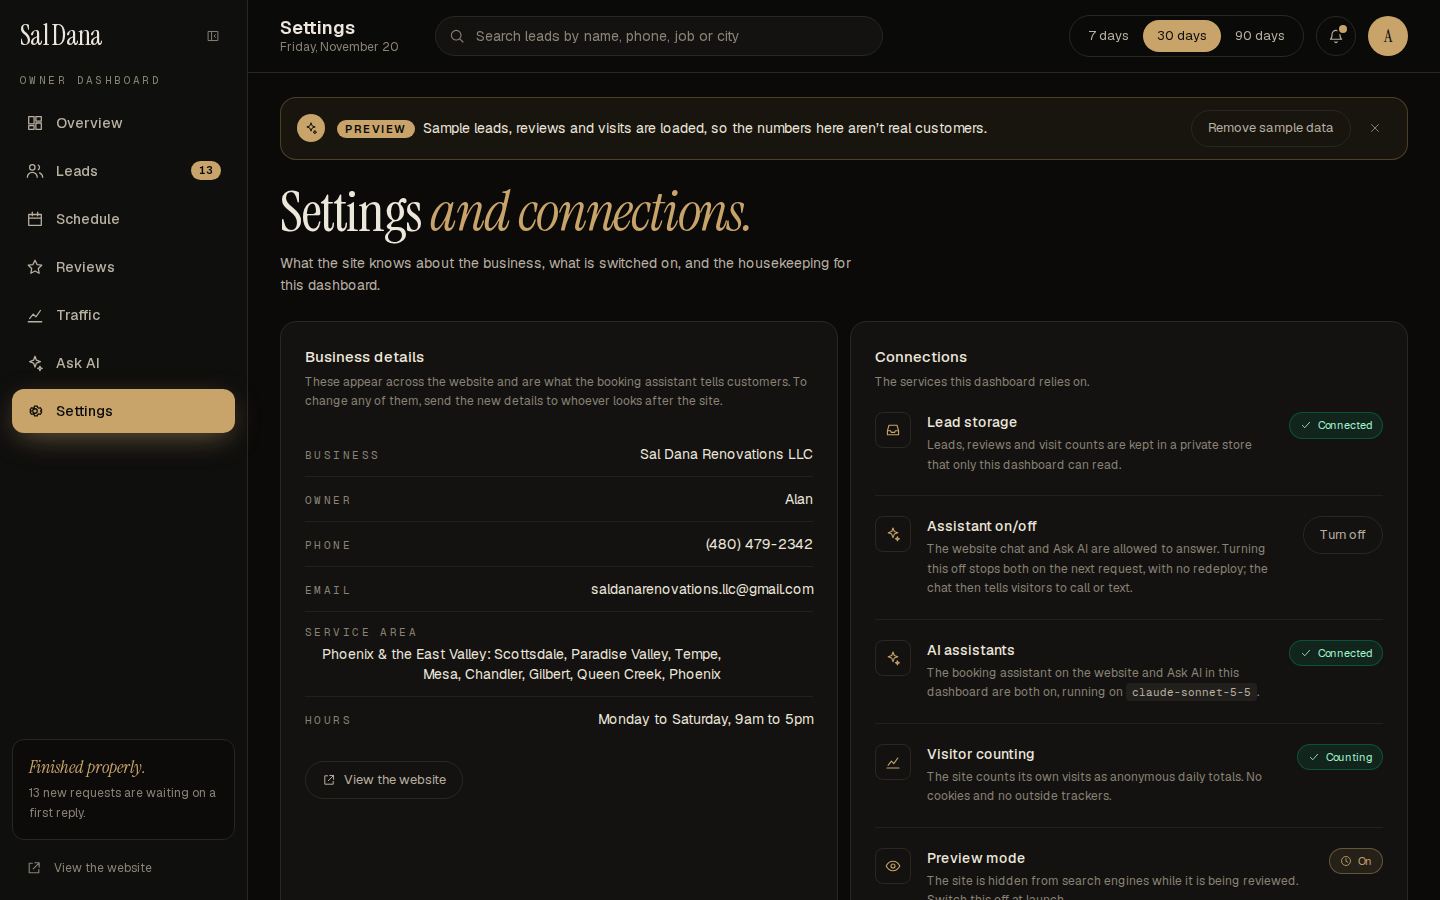 Sal Dana
OWNER DASHBOARD
Overview
Leads
13
Schedule
Reviews
Traffic
Ask AI
Settings
Finished properly.
13 new requests are waiting on a
first reply.
View the website
Settings
Friday, November 20
Search leads by name, phone, job or city
7 days
30 days
90 days
A
PREVIEW
Sample leads, reviews and visits are loaded, so the numbers here aren't real customers.
Remove sample data
Settings and connections.
What the site knows about the business, what is switched on, and the housekeeping for
this dashboard.
Business details
These appear across the website and are what the booking assistant tells customers. To
change any of them, send the new details to whoever looks after the site.
BUSINESS
Sal Dana Renovations LLC
OWNER
Alan
PHONE
(480) 479-2342
EMAIL
saldanarenovations.llc@gmail.com
SERVICE AREA
Phoenix & the East Valley: Scottsdale, Paradise Valley, Tempe,
Mesa, Chandler, Gilbert, Queen Creek, Phoenix
HOURS
Monday to Saturday, 9am to 5pm
View the website
Connections
The services this dashboard relies on.
Lead storage
Connected
Leads, reviews and visit counts are kept in a private store
that only this dashboard can read.
Assistant on/off
Turn off
The website chat and Ask AI are allowed to answer. Turning
this off stops both on the next request, with no redeploy; the
chat then tells visitors to call or text.
AI assistants
Connected
The booking assistant on the website and Ask AI in this
dashboard are both on, running on claude-sonnet-5-5.
Visitor counting
Counting
The site counts its own visits as anonymous daily totals. No
cookies and no outside trackers.
Preview mode
On
The site is hidden from search engines while it is being reviewed.
Switch this off at launch.